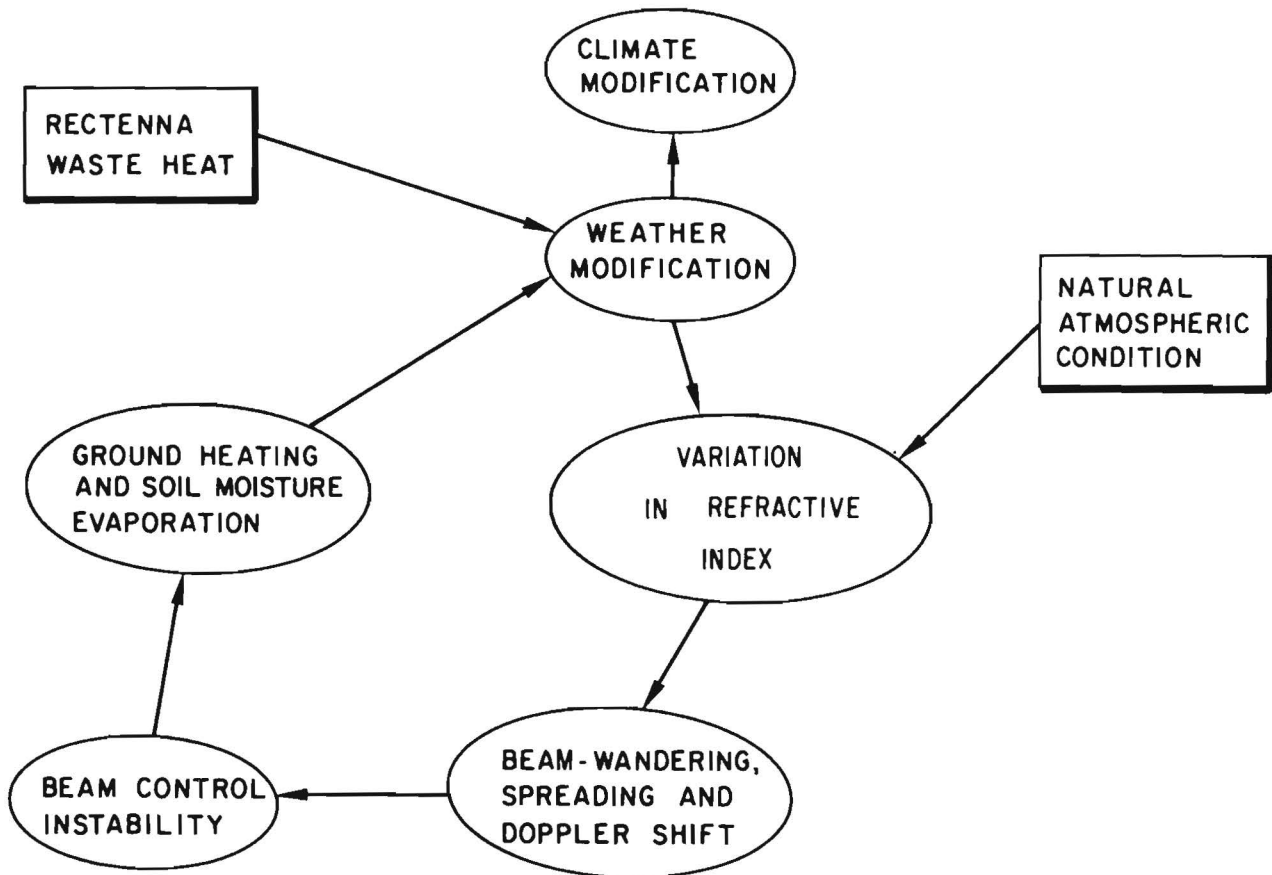 CLIMATE
MODIFICATION
RECTENNA
WASTE HEAT
WEATHER
MODIFICATION
NATURAL
ATMOSPHERIC
CONDITION
GROUND HEATING
AND SOIL MOISTURE
EVAPORATION
VARIATION
IN REFRACTIVE
INDEX
BEAM CONTROL
INSTABILITY
BEAM-WANDERING,
SPREADING AND
DOPPLER SHIFT